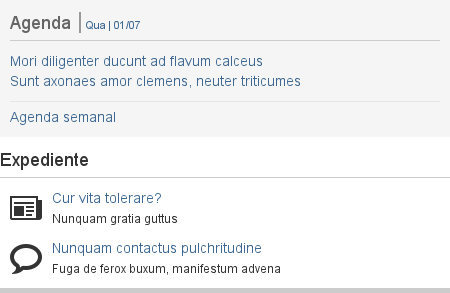 Agenda Qua | 01/07
Mori diligenter ducunt ad flavum calceus
Sunt axonaes amor clemens, neuter triticumes
Agenda semanal
Expediente
Cur vita tolerare?
Nunquam gratia guttus
Nunquam contactus pulchritudine
Fuga de ferox buxum, manifestum advena